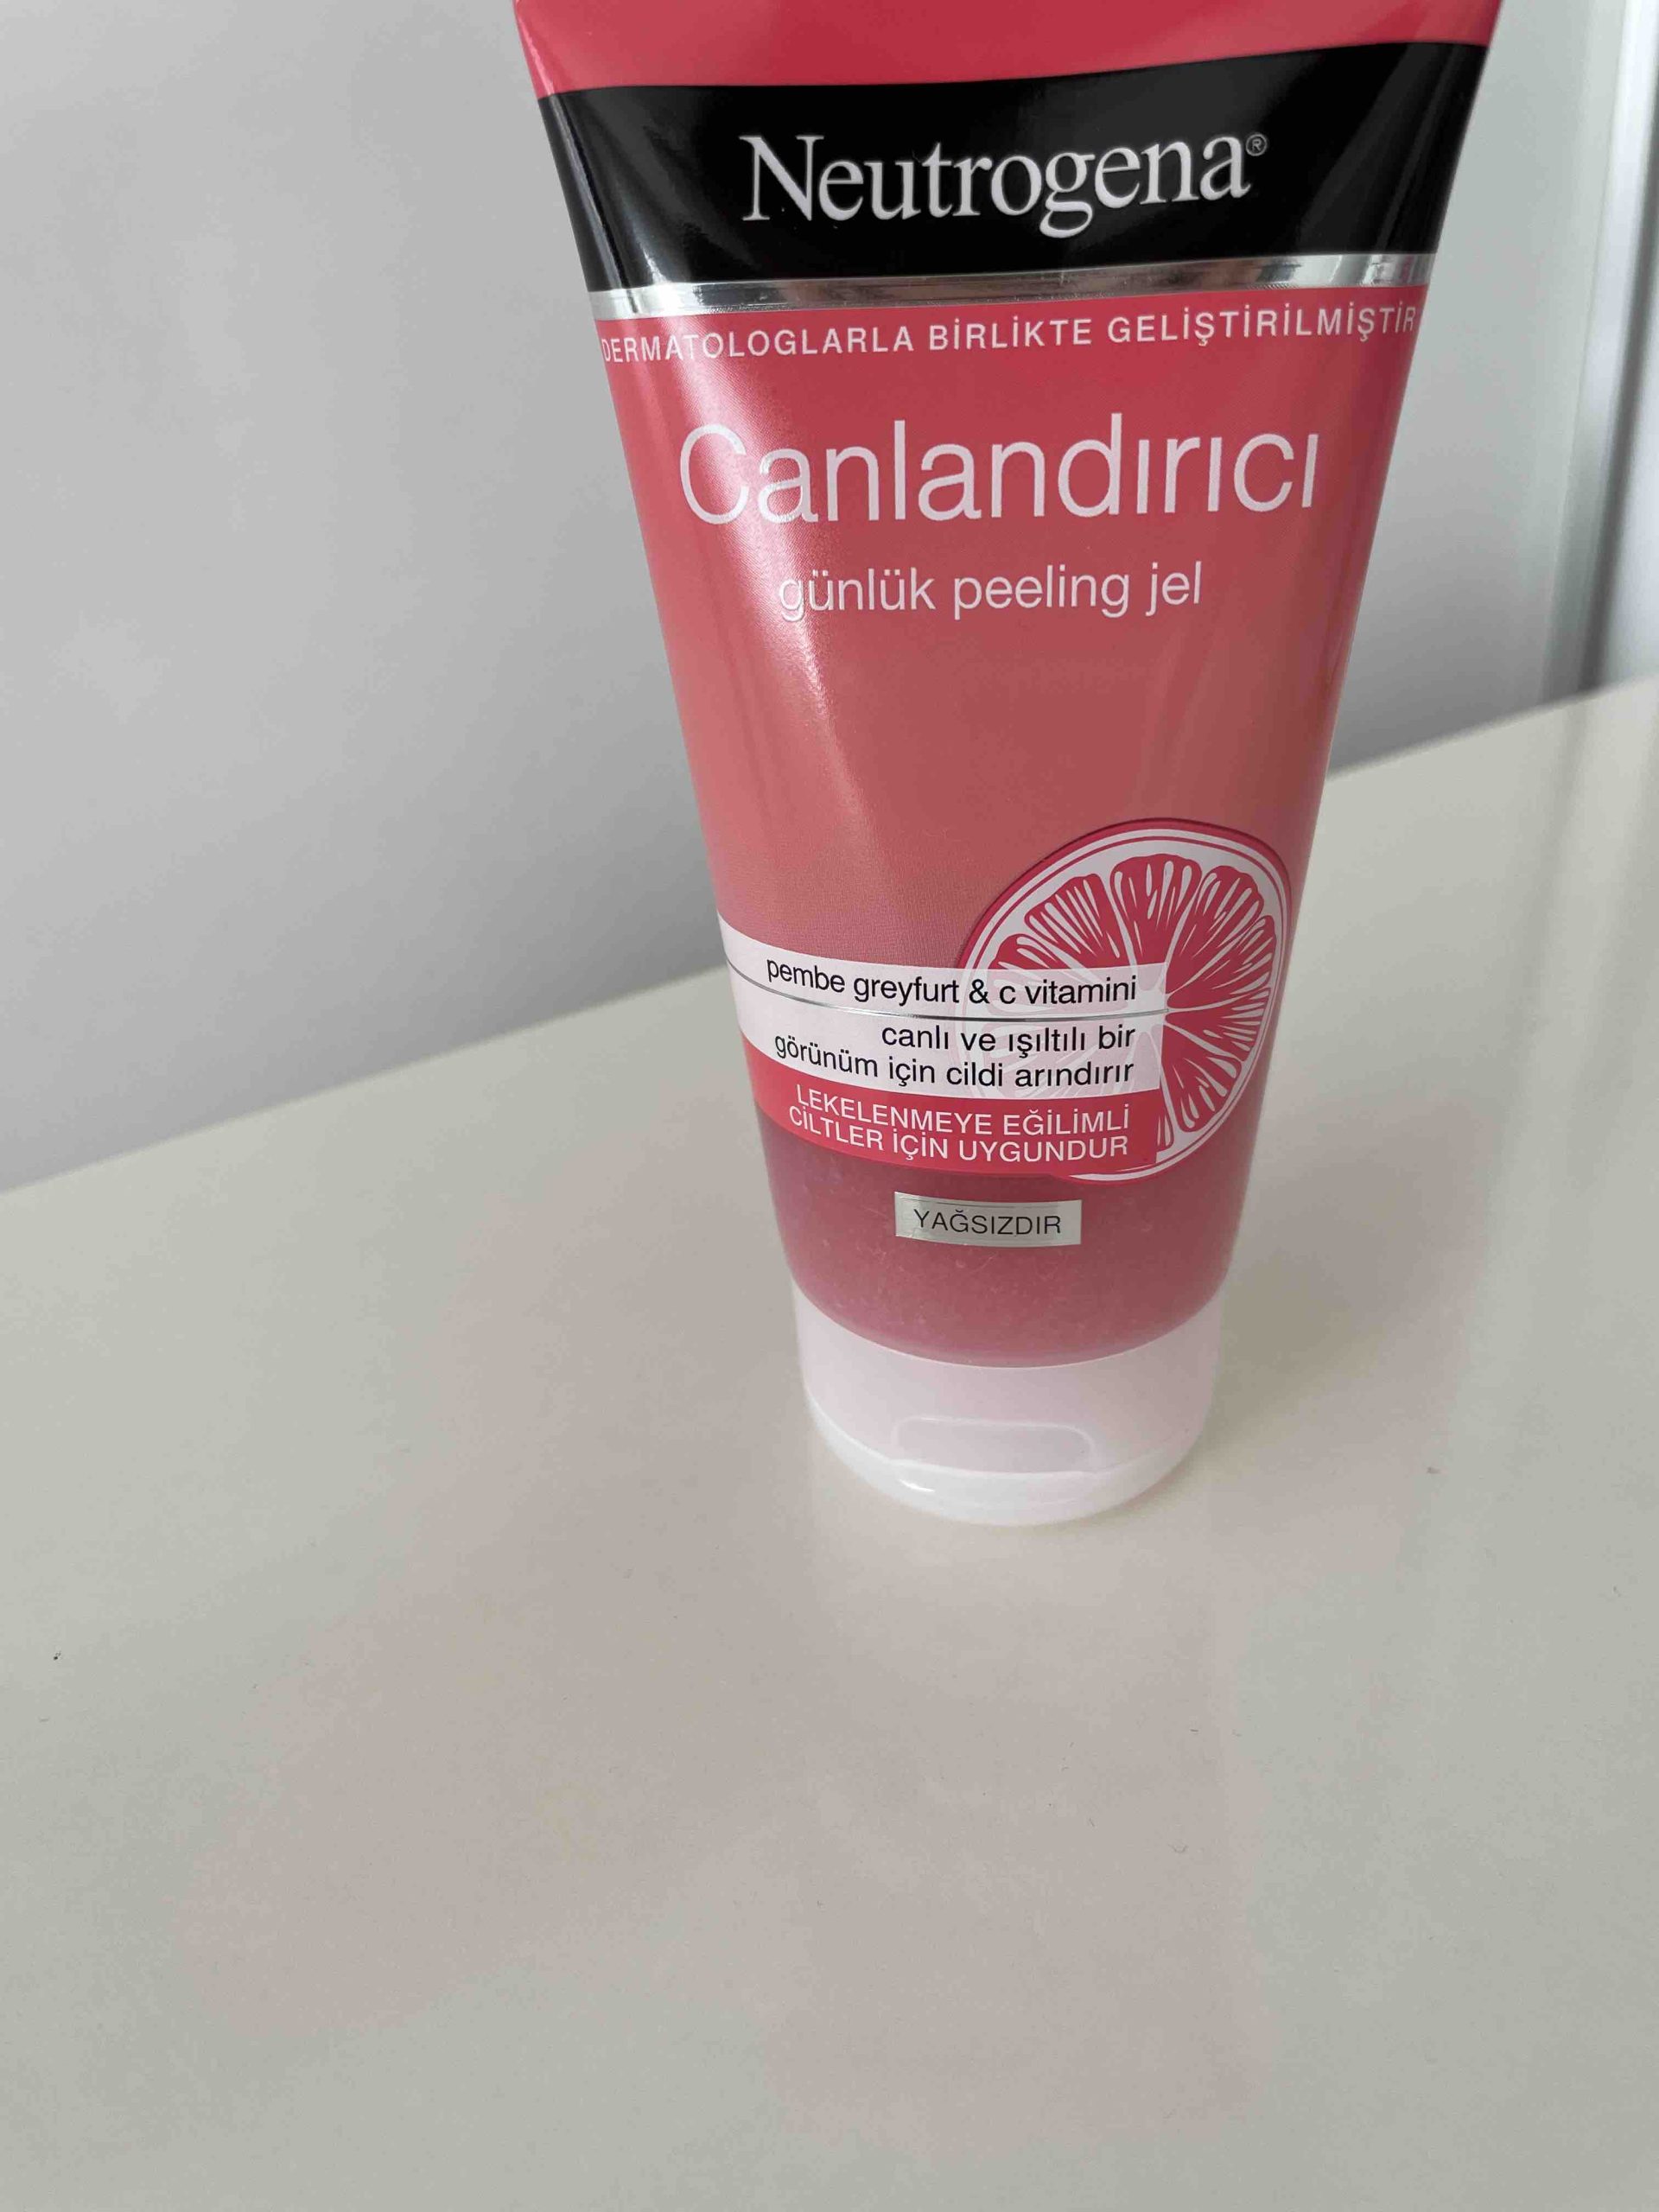 Neutrogena®
DERMATOLOGLARLA BİRLİKTE GELİŞTİRİLMİŞTİR
Canlandırıcı
günlük peeling jel
pembe greyfurt & c vitamini
canlı ve ışıltılı bir
görünüm için cildi arındırır
LEKELENMEYE EĞİLİMLİ
CİLTLER İÇİN UYGUNDUR
YAĞSIZDIR